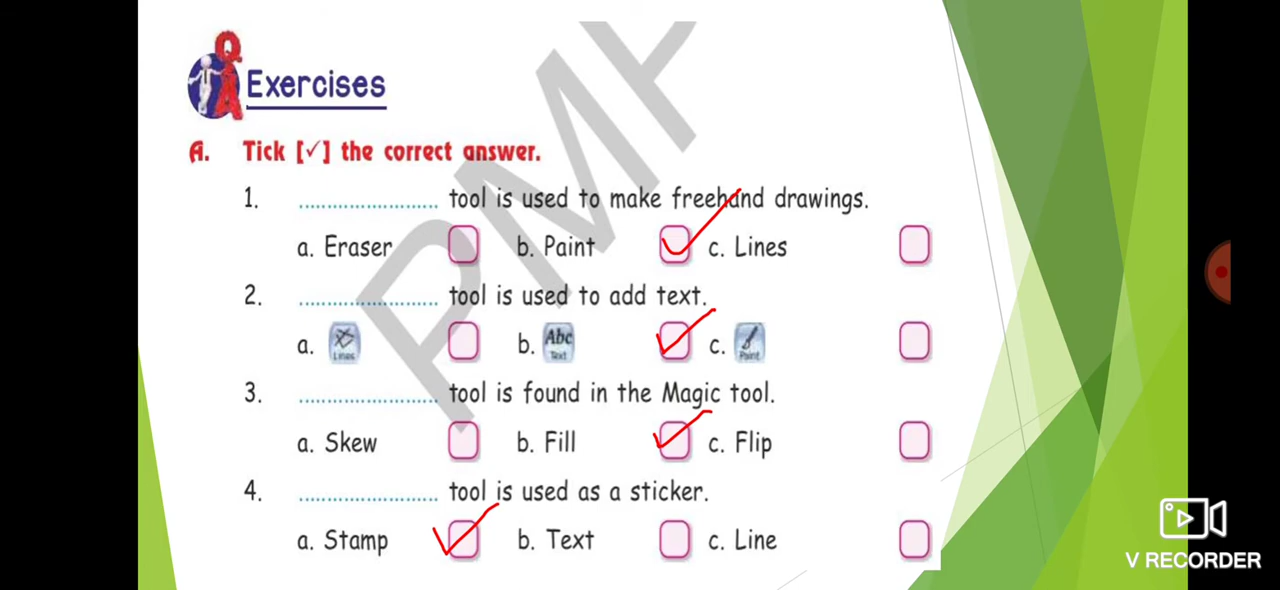 Q
A
Exercises
A. Tick [✓] the correct answer.
1. ........................ tool is used to make freehand drawings.
a. Eraser b. Paint c. Lines
2. ........................ tool is used to add text.
a. Lines b. Abc Text c. Paint
3. ........................ tool is found in the Magic tool.
a. Skew b. Fill c. Flip
4. ........................ tool is used as a sticker.
a. Stamp b. Text c. Line
V RECORDER